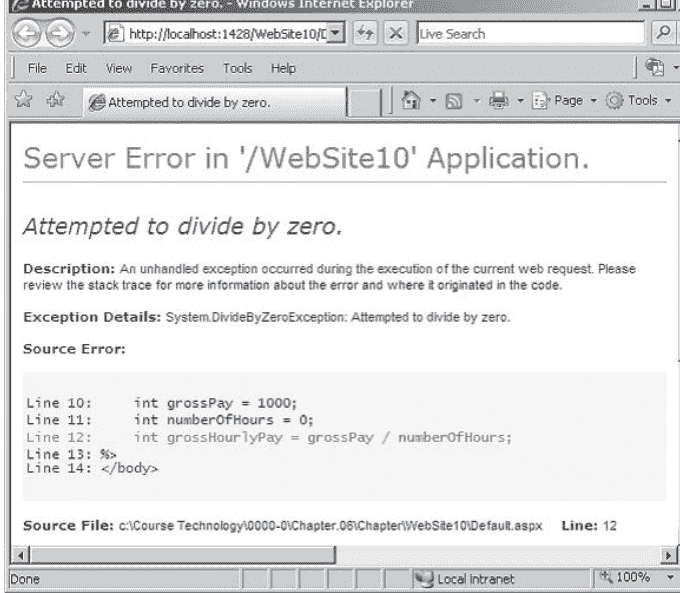 Attempted to divide by zero. - Windows Internet Explorer
http://localhost:1428/WebSite10/D
Live Search
File Edit View Favorites Tools Help
Attempted to divide by zero.
Page Tools
Server Error in '/WebSite10' Application.
Attempted to divide by zero.
Description: An unhandled exception occurred during the execution of the current web request. Please
review the stack trace for more information about the error and where it originated in the code.
Exception Details: System.DivideByZeroException: Attempted to divide by zero.
Source Error:
Line 10: int grossPay = 1000;
Line 11: int numberOfHours = 0;
Line 12: int grossHourlyPay = grossPay / numberOfHours;
Line 13: %>
Line 14: </body>
Source File: c:\Course Technology\0000-0\Chapter.06\Chapter\WebSite10\Default.aspx Line: 12
Done
Local intranet
100%